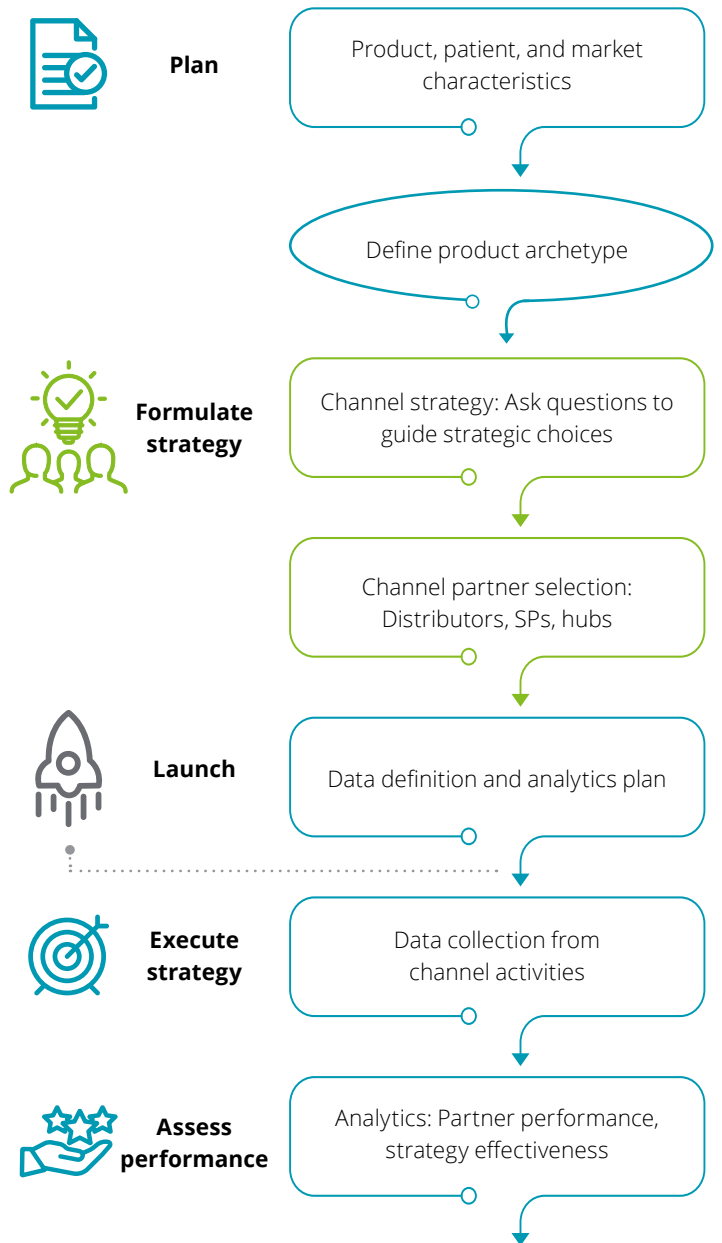 Plan
Product, patient, and market
characteristics
Define product archetype
Formulate
strategy
Channel strategy: Ask questions to
guide strategic choices
Channel partner selection:
Distributors, SPs, hubs
Launch
Data definition and analytics plan
Execute
strategy
Data collection from
channel activities
Assess
performance
Analytics: Partner performance,
strategy effectiveness